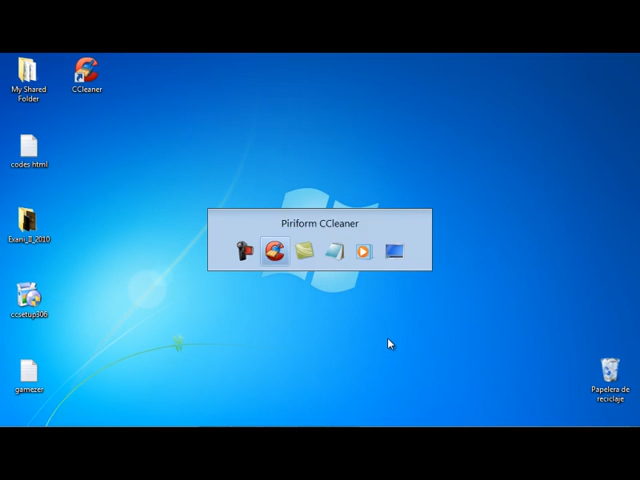 My Shared
Folder
CCleaner
codes html
Exani_II_2010
ccsetup306
gamezer
Piriform CCleaner
Papelera de
reciclaje